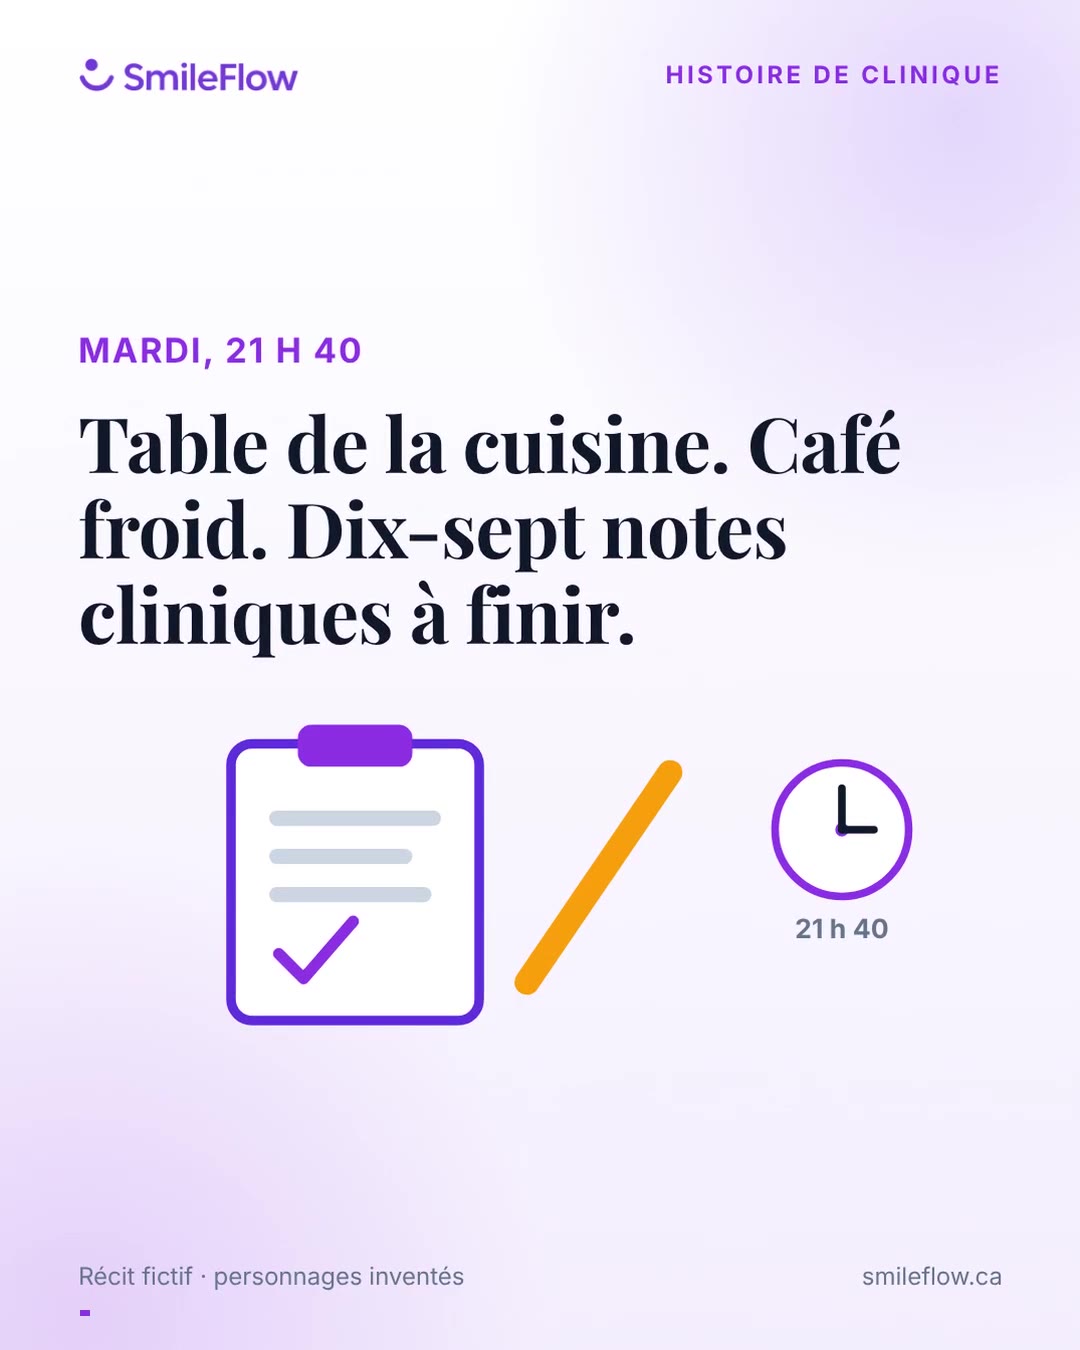 SmileFlow
HISTOIRE DE CLINIQUE
MARDI, 21 H 40
Table de la cuisine. Café
froid. Dix-sept notes
cliniques à finir.
21 h 40
Récit fictif · personnages inventés
smileflow.ca